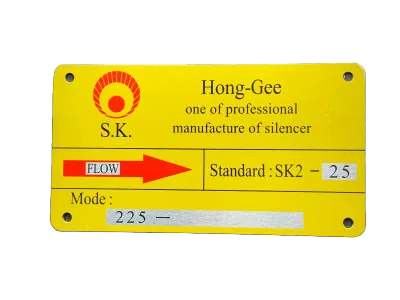 S.K.
Hong-Gee
one of professional
manufacture of silencer
FLOW
Standard : SK2 - 25
Mode :
225 -